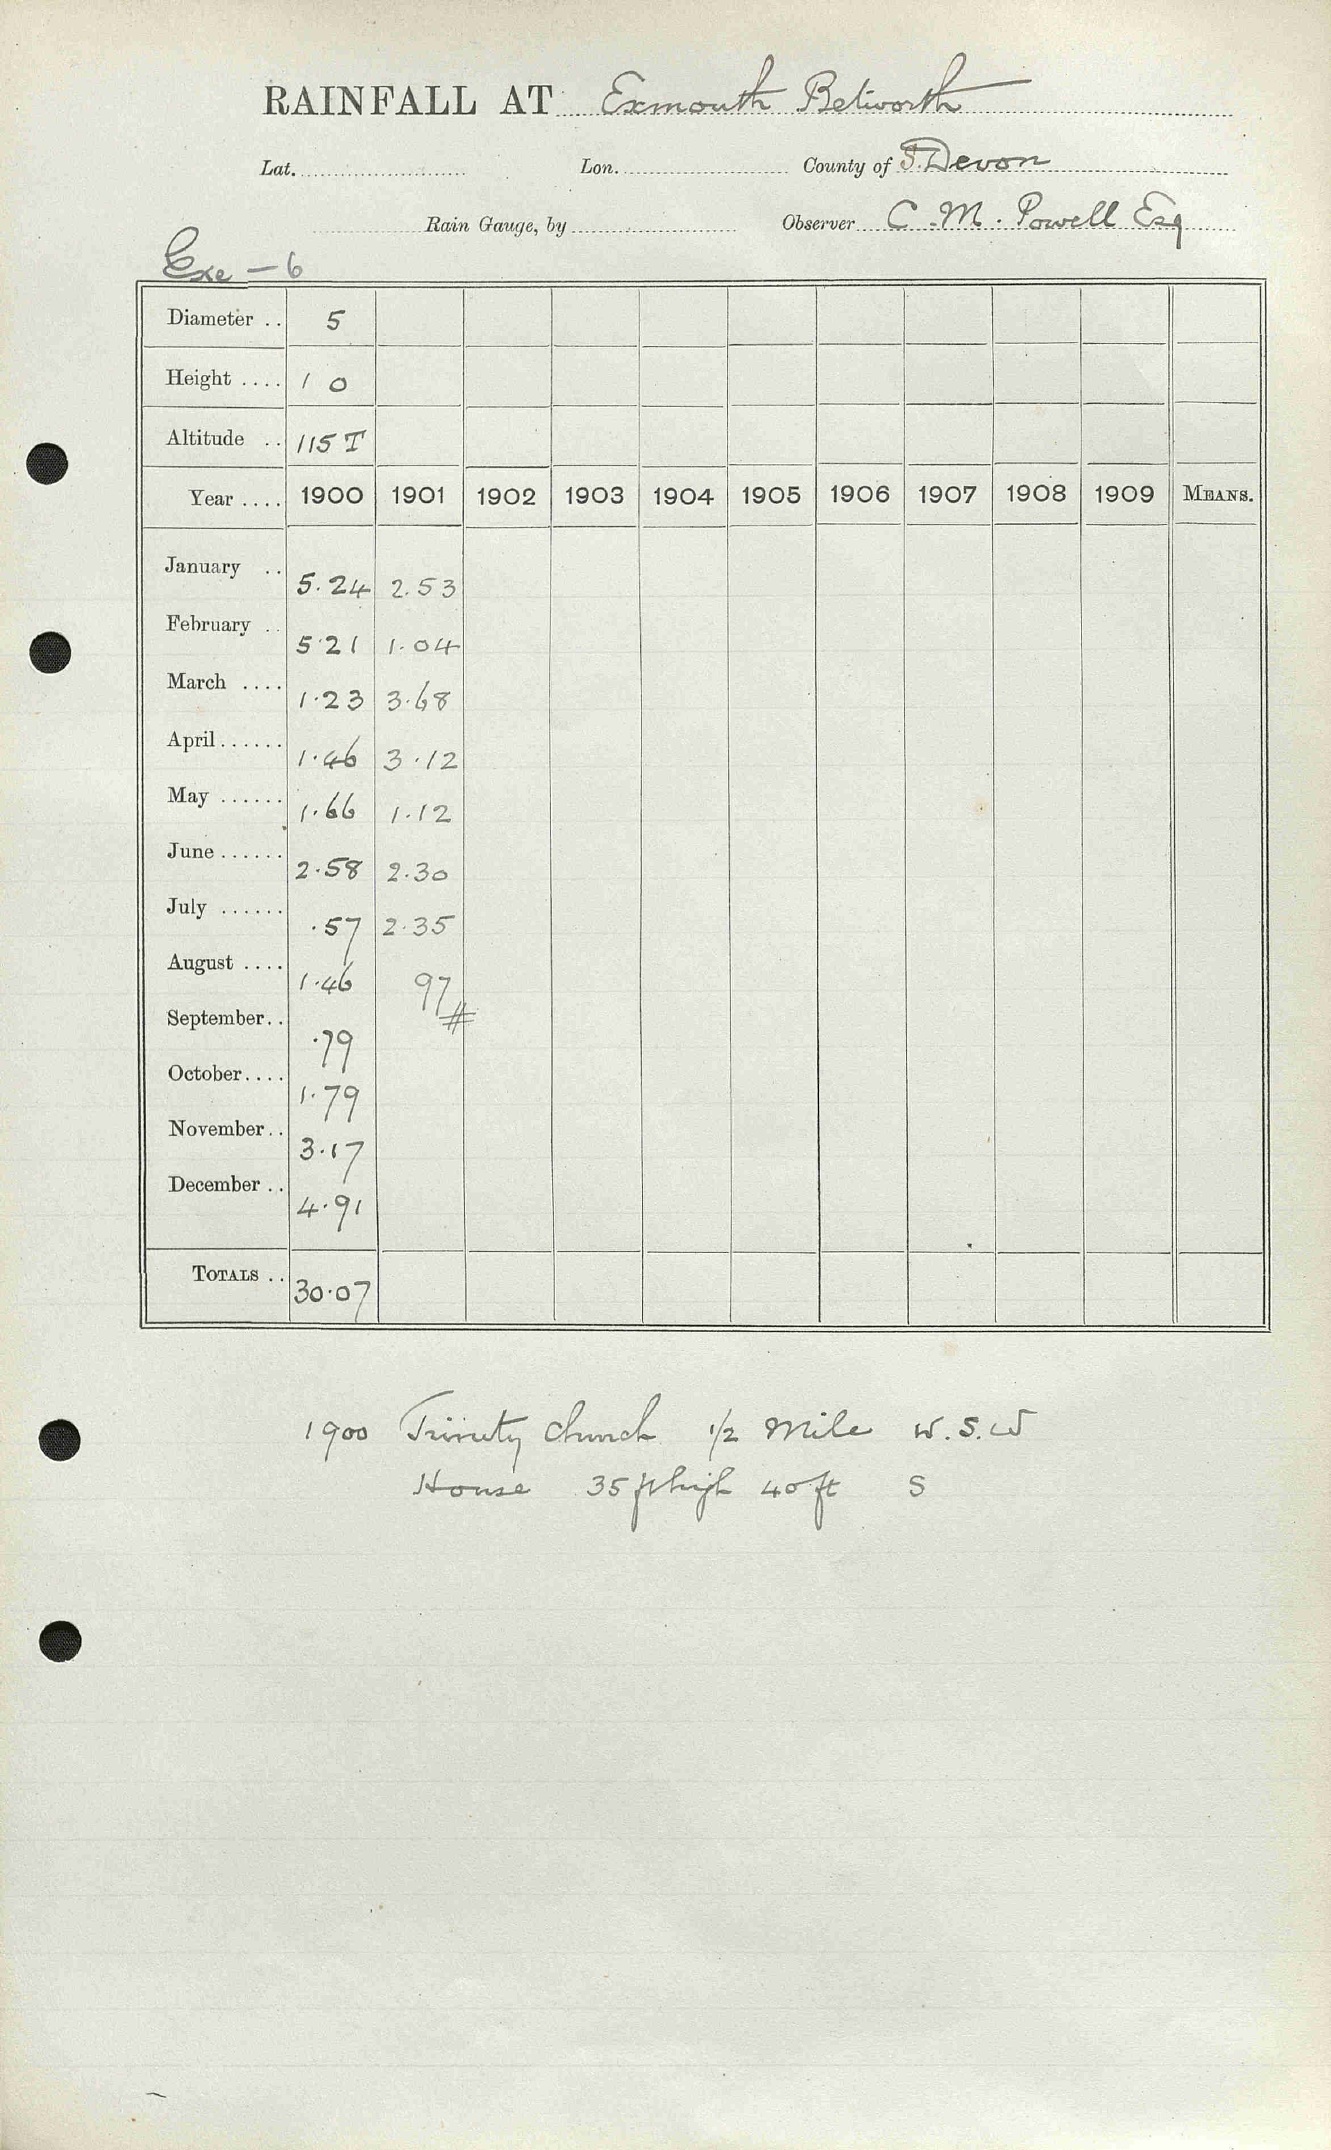 RAINFALL AT Exmouth Betworth
Lat. Lon. County of S. Devon
Rain Gauge, by Observer C. M. Powell Esq
Exe — 6
Diameter .. 5
Height .... 1 0
Altitude .. 115 T
Year .... 1900 1901 1902 1903 1904 1905 1906 1907 1908 1909 MEANS.
January .. 5.24 2.53
February .. 5.21 1.04
March .... 1.23 3.68
April ...... 1.46 3.12
May ...... 1.66 1.12
June ...... 2.58 2.30
July ...... .57 2.35
August .... 1.46 97
September .. .79 #
October .... 1.79
November .. 3.17
December .. 4.91
TOTALS .. 30.07
1900 Trinity Church 1/2 Mile W.S.W
House 35 ft high 40 ft S